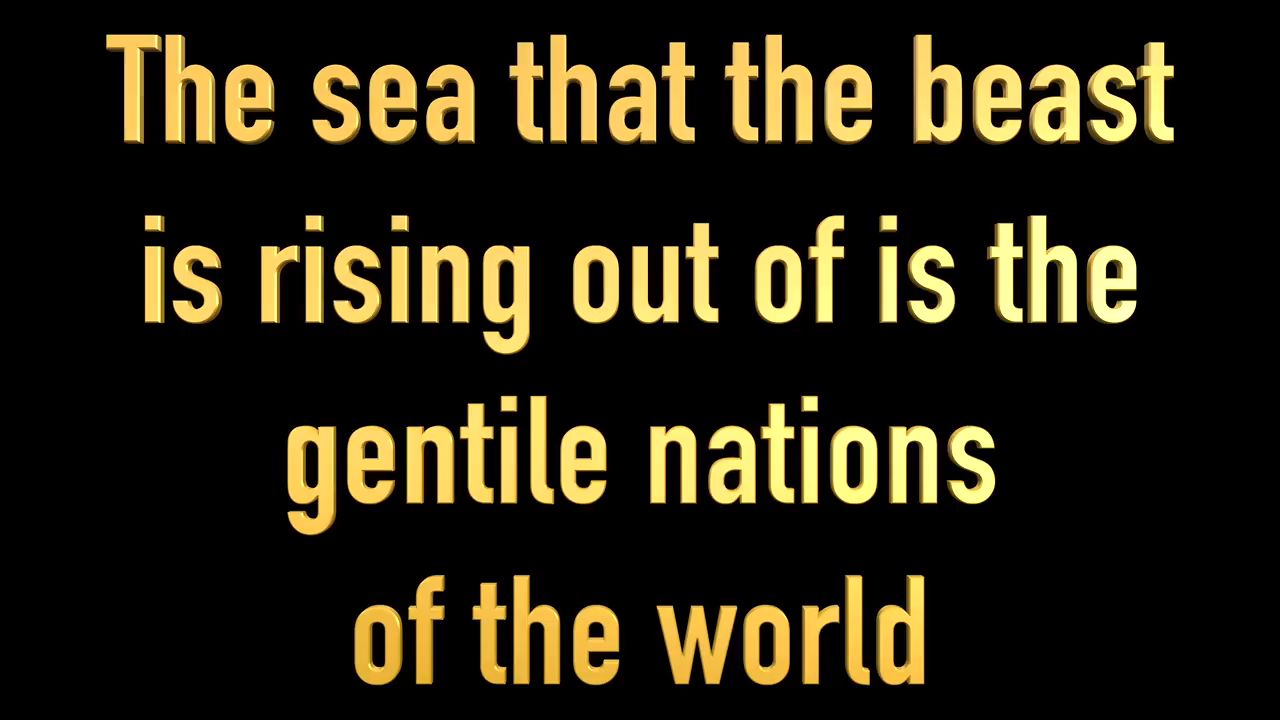 The sea that the beast
is rising out of is the
gentile nations
of the world